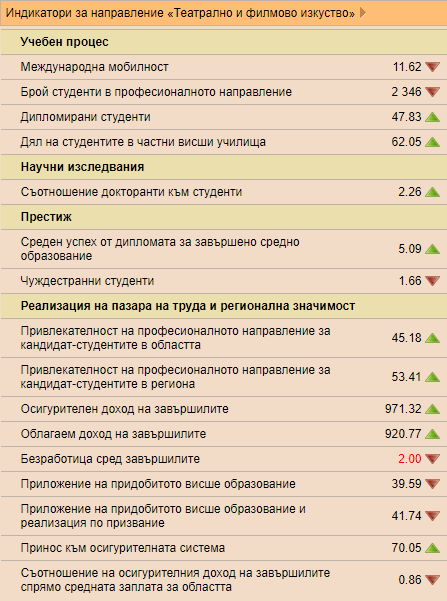 Индикатори за направление «Театрално и филмово изкуство»
Учебен процес
Международна мобилност 11.62
Брой студенти в професионалното направление 2 346
Дипломирани студенти 47.83
Дял на студентите в частни висши училища 62.05
Научни изследвания
Съотношение докторанти към студенти 2.26
Престиж
Среден успех от дипломата за завършено средно
образование 5.09
Чуждестранни студенти 1.66
Реализация на пазара на труда и регионална значимост
Привлекателност на професионалното направление за
кандидат-студентите в областта 45.18
Привлекателност на професионалното направление за
кандидат-студентите в региона 53.41
Осигурителен доход на завършилите 971.32
Облагаем доход на завършилите 920.77
Безработица сред завършилите 2.00
Приложение на придобитото висше образование 39.59
Приложение на придобитото висше образование и
реализация по призвание 41.74
Принос към осигурителната система 70.05
Съотношение на осигурителния доход на завършилите
спрямо средната заплата за областта 0.86